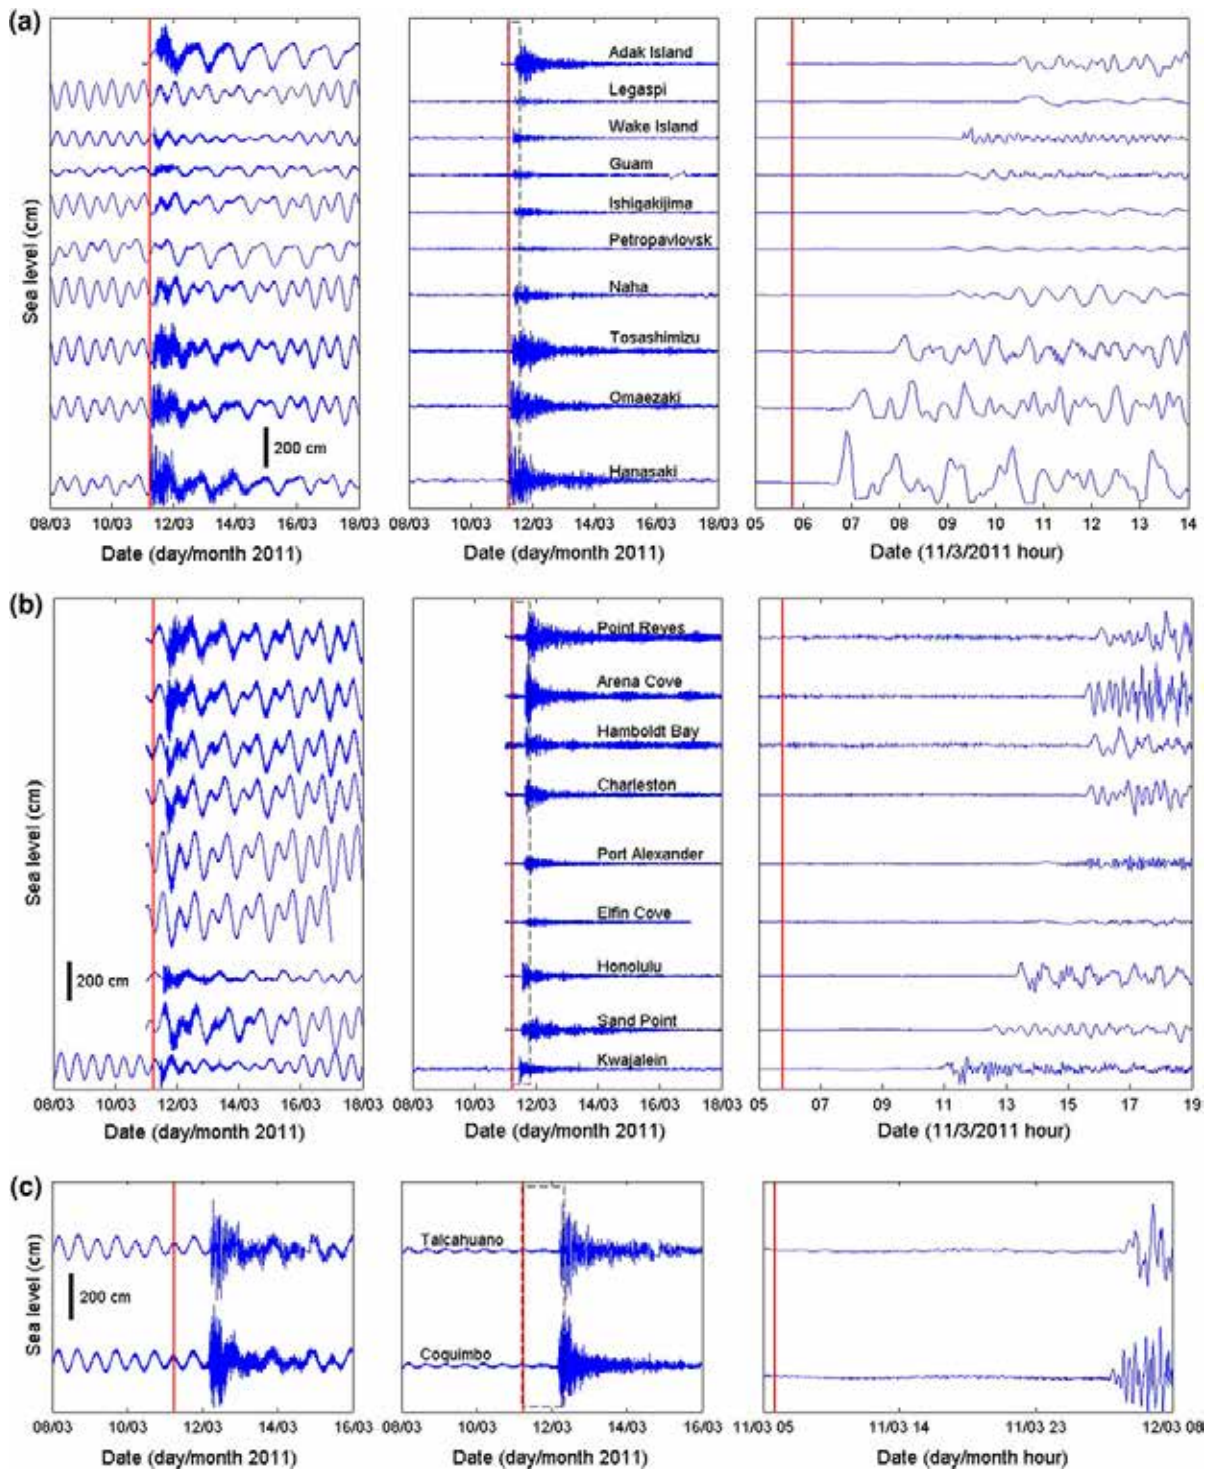 (a)
Adak Island
Legaspi
Wake Island
Guam
Ishigakijima
Petropavlovsk
Naha
Tosashimizu
Omaezaki
Hanasaki
Sea level (cm)
200 cm
08/03 10/03 12/03 14/03 16/03 18/03
08/03 10/03 12/03 14/03 16/03 18/03
05 06 07 08 09 10 11 12 13 14
Date (day/month 2011)
Date (day/month 2011)
Date (11/3/2011 hour)
(b)
Point Reyes
Arena Cove
Hamboldt Bay
Charleston
Port Alexander
Elfin Cove
Honolulu
Sand Point
Kwajalein
Sea level (cm)
200 cm
08/03 10/03 12/03 14/03 16/03 18/03
08/03 10/03 12/03 14/03 16/03 18/03
05 07 09 11 13 15 17 19
Date (day/month 2011)
Date (day/month 2011)
Date (11/3/2011 hour)
(c)
Talcahuano
Coquimbo
Sea level (cm)
200 cm
08/03 10/03 12/03 14/03 16/03
08/03 10/03 12/03 14/03 16/03
11/03 05 11/03 14 11/03 23 12/03 08
Date (day/month 2011)
Date (day/month 2011)
Date (day/month hour)